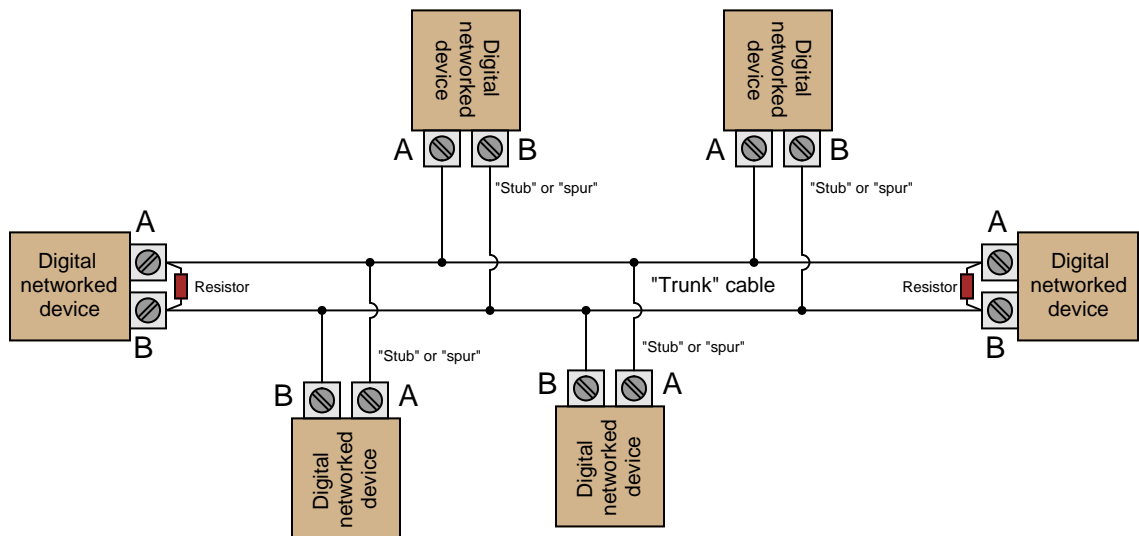 Digital
networked
device
A
B
"Stub" or "spur"
Digital
networked
device
A
B
"Stub" or "spur"
Digital
networked
device
A
B
Resistor
"Trunk" cable
Resistor
A
B
Digital
networked
device
"Stub" or "spur"
B
A
Digital
networked
device
"Stub" or "spur"
B
A
Digital
networked
device